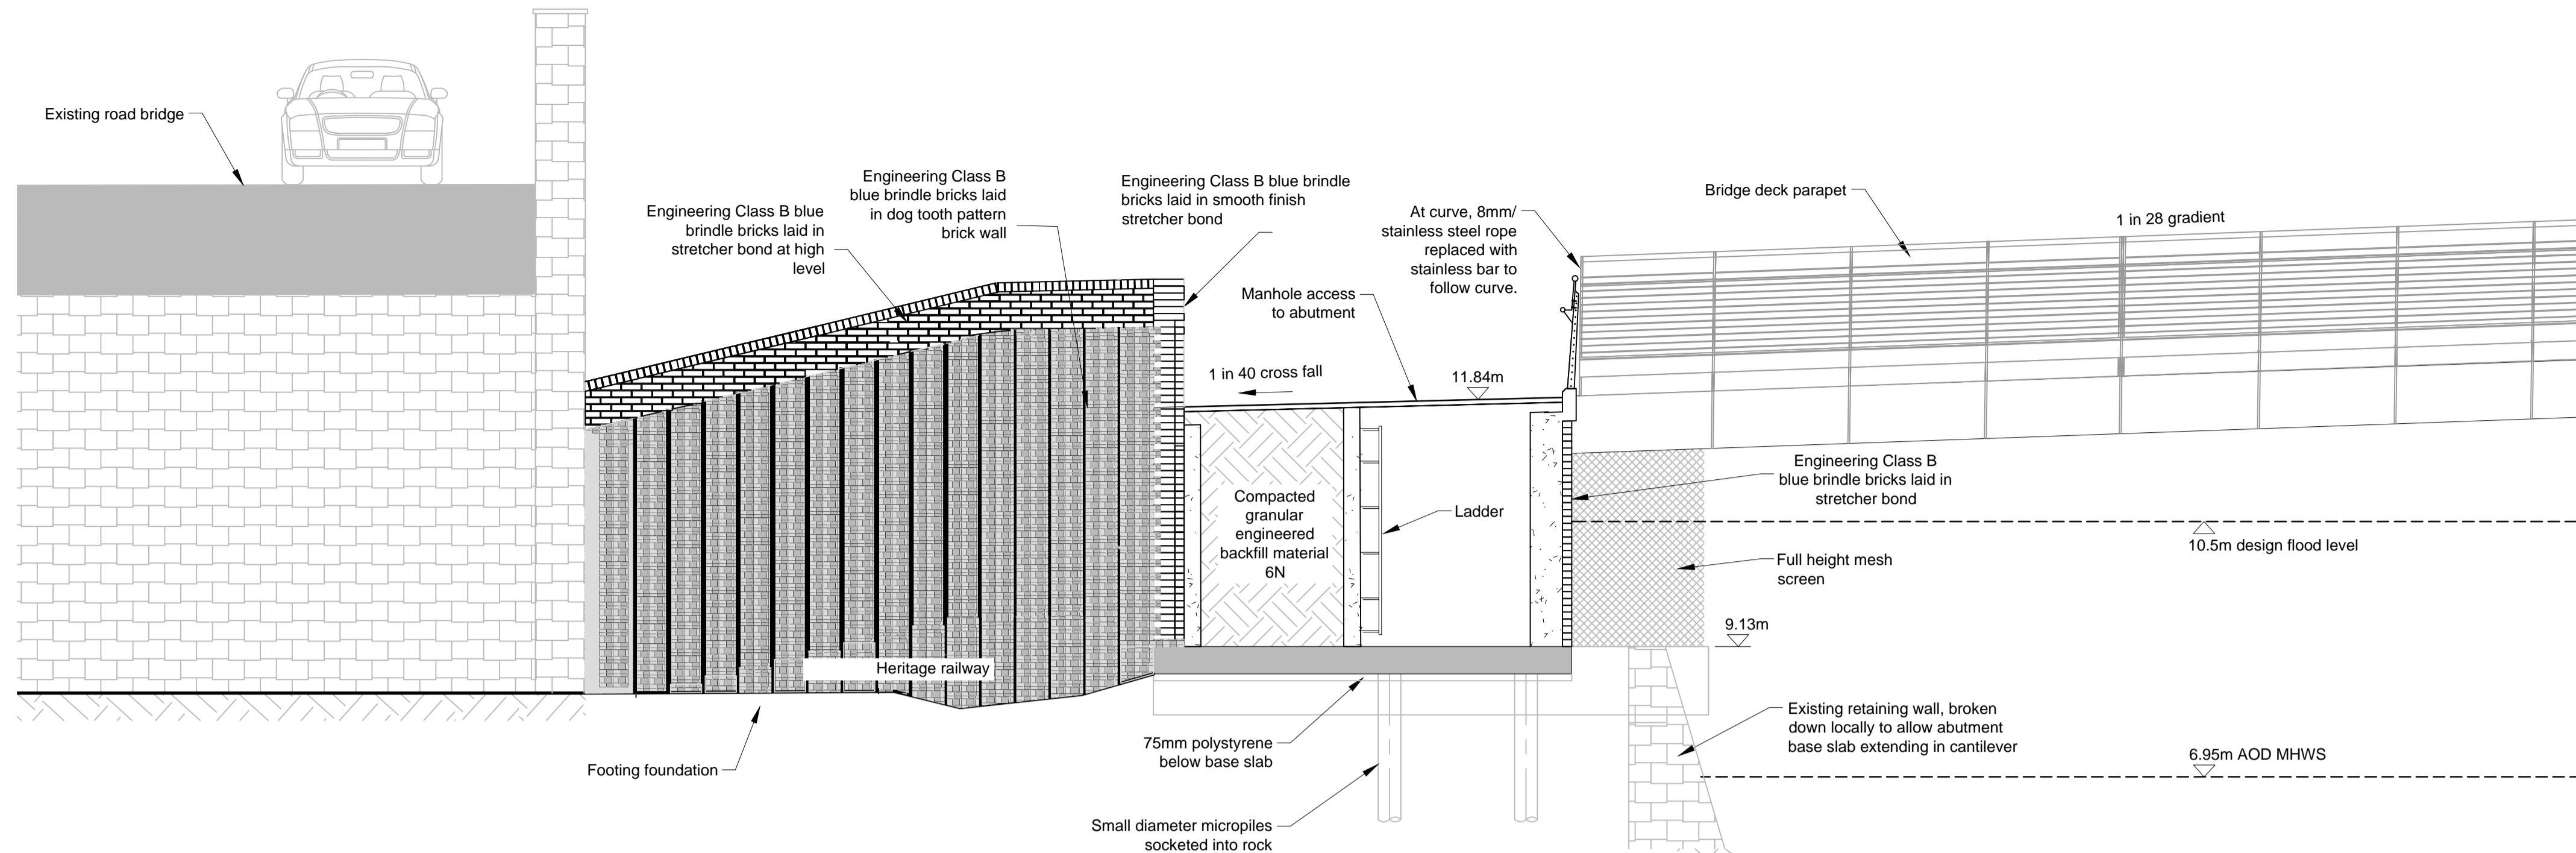 Existing road bridge
Engineering Class B blue
brindle bricks laid in
stretcher bond at high
level
Engineering Class B
blue brindle bricks laid
in dog tooth pattern
brick wall
Engineering Class B blue brindle
bricks laid in smooth finish
stretcher bond
Manhole access
to abutment
At curve, 8mm/
stainless steel rope
replaced with
stainless bar to
follow curve.
Bridge deck parapet
1 in 28 gradient
1 in 40 cross fall
11.84m
Compacted
granular
engineered
backfill material
6N
Ladder
Engineering Class B
blue brindle bricks laid in
stretcher bond
10.5m design flood level
Full height mesh
screen
9.13m
Heritage railway
Footing foundation
75mm polystyrene
below base slab
Small diameter micropiles
socketed into rock
Existing retaining wall, broken
down locally to allow abutment
base slab extending in cantilever
6.95m AOD MHWS